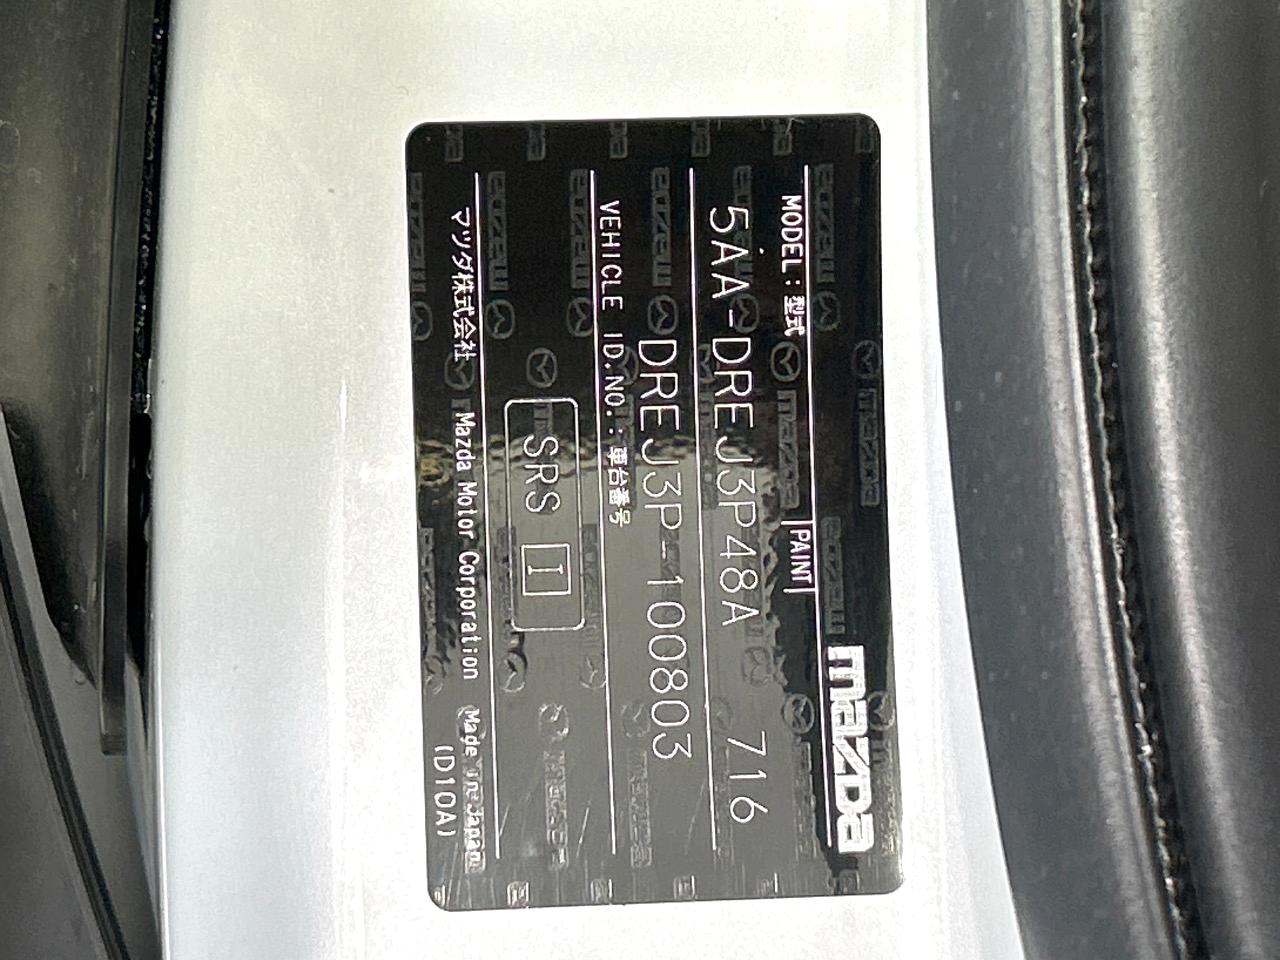 mazda
MODEL:型式 PAINT
5AA-DREJ3P48A 716
DREJ3P-100803
VEHICLE ID.NO.:車台番号
SRS I
マツダ株式会社 Mazda Motor Corporation Made in Japan
(D10A)